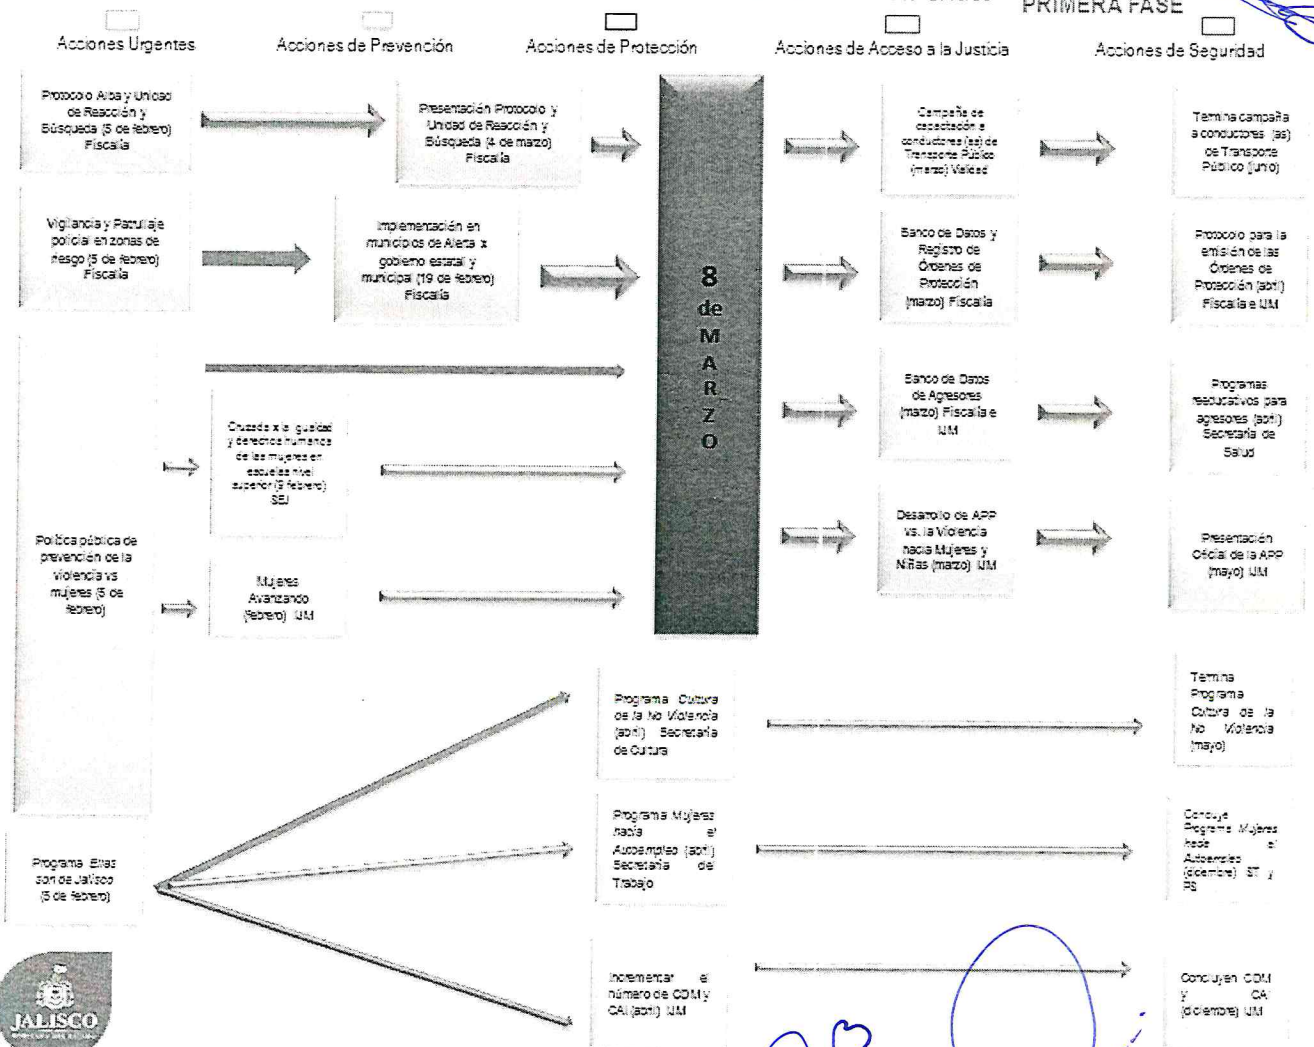 PRIMERA FASE
Acciones Urgentes
Acciones de Prevención
Acciones de Protección
Acciones de Acceso a la Justicia
Acciones de Seguridad
Protocolo Alba y Unidad
de Reacción y
Búsqueda (5 de febrero)
Fiscalía
Presentación Protocolo y
Unidad de Reacción y
Búsqueda (4 de marzo)
Fiscalía
Campaña de
capacitación a
conductores (as) de
Transporte Público
(marzo) Vialidad
Termina campaña
a conductores (as)
de Transporte
Público (junio)
Vigilancia y Patrullaje
policial en zonas de
riesgo (5 de febrero)
Fiscalía
Implementación en
municipios de Alerta x
gobierno estatal y
municipal (19 de febrero)
Fiscalía
8
de
M
A
R
Z
O
Banco de Datos y
Registro de
Órdenes de
Protección
(marzo) Fiscalía
Protocolo para la
emisión de las
Órdenes de
Protección (abril)
Fiscalía e IJM
Política pública de
prevención de la
violencia vs
mujeres (5 de
febrero)
Cruzada x la igualdad
y derechos humanos
de las mujeres en
escuelas nivel
superior (9 febrero)
SEJ
Banco de Datos
de Agresores
(marzo) Fiscalía e
IJM
Programas
reeducativos para
agresores (abril)
Secretaría de
Salud
Mujeres
Avanzando
(febrero) IJM
Desarrollo de APP
vs. la Violencia
hacia Mujeres y
Niñas (marzo) IJM
Presentación
Oficial de la APP
(mayo) IJM
Programa Ellas
son de Jalisco
(5 de febrero)
Programa Cultura
de la No Violencia
(abril) Secretaría
de Cultura
Termina
Programa
Cultura de la
No Violencia
(mayo)
Programa Mujeres
hacia el
Autoempleo (abril)
Secretaría de
Trabajo
Concluye
Programa Mujeres
hacia el
Autoempleo
(diciembre) ST y
PS
Incrementar el
número de CDM y
CAI (abril) IJM
Concluyen CDM
y CAI
(diciembre) IJM
JALISCO